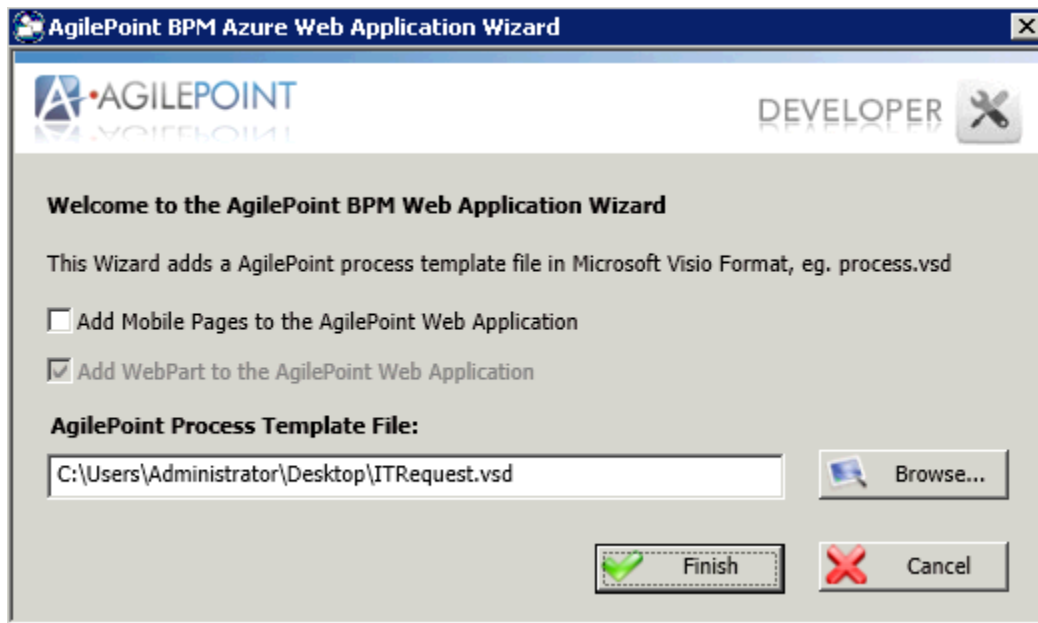 AgilePoint BPM Azure Web Application Wizard
AGILEPOINT
DEVELOPER
Welcome to the AgilePoint BPM Web Application Wizard
This Wizard adds a AgilePoint process template file in Microsoft Visio Format, eg. process.vsd
Add Mobile Pages to the AgilePoint Web Application
Add WebPart to the AgilePoint Web Application
AgilePoint Process Template File:
C:\Users\Administrator\Desktop\ITRequest.vsd
Browse...
Finish
Cancel